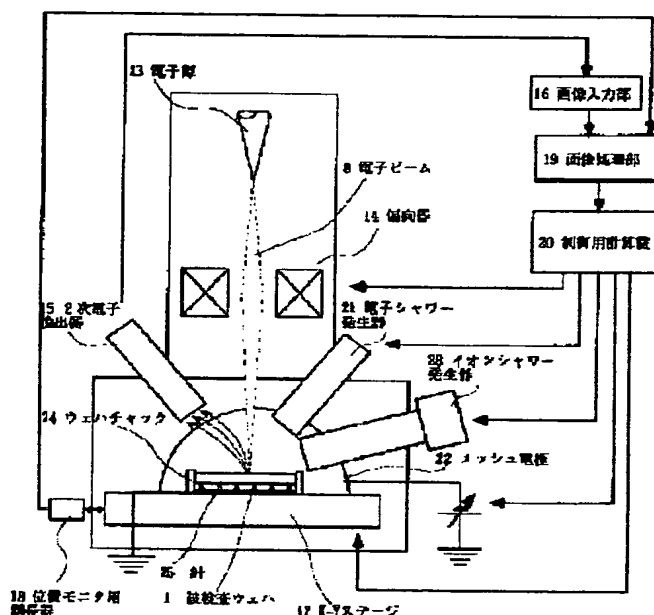 13 電子源
16 画像入力部
19 画像処理部
8 電子ビーム
14 偏向器
20 制御用計算機
15 2次電子
検出器
21 電子シャワー
発生器
23 イオンシャワー
発生器
24 ウェハチャック
22 メッシュ電極
25 針
18 位置モニタ用
測長器
1 被検査ウェハ
17 X-Yステージ